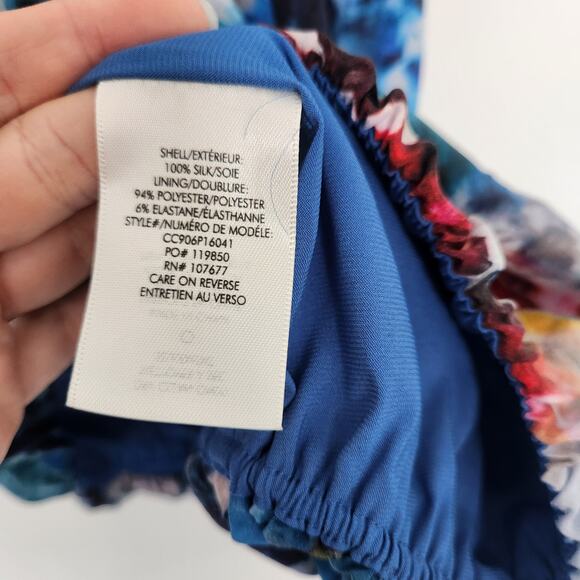 SHELL/EXTÉRIEUR:
100% SILK/SOIE
LINING/DOUBLURE:
94% POLYESTER/POLYESTER
6% ELASTANE/ÉLASTHANNE
STYLE#/NUMÉRO DE MODÈLE:
CC906P16041
PO# 119850
RN# 107677
CARE ON REVERSE
ENTRETIEN AU VERSO